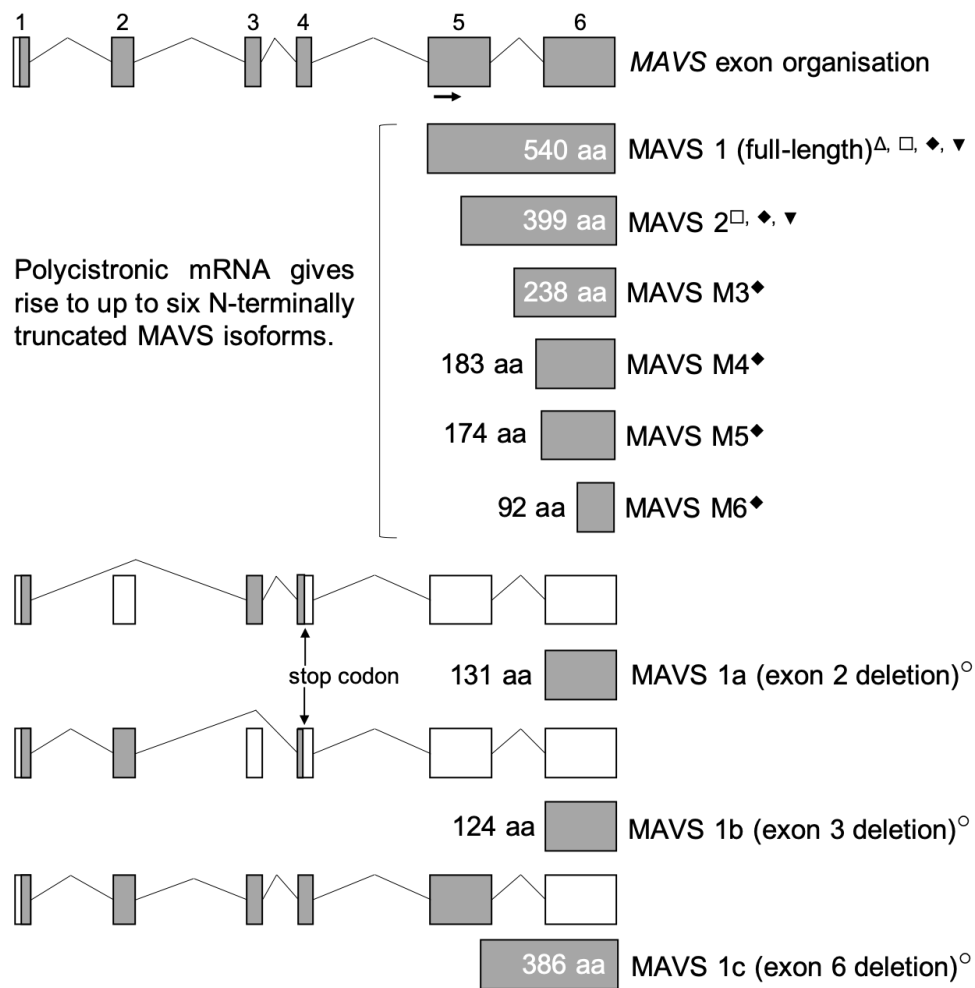 1 2 3 4 5 6
MAVS exon organisation
540 aa MAVS 1 (full-length)Δ, □, ◆, ▼
399 aa MAVS 2□, ◆, ▼
Polycistronic mRNA gives
rise to up to six N-terminally
truncated MAVS isoforms.
238 aa MAVS M3◆
183 aa MAVS M4◆
174 aa MAVS M5◆
92 aa MAVS M6◆
stop codon
131 aa MAVS 1a (exon 2 deletion)○
124 aa MAVS 1b (exon 3 deletion)○
386 aa MAVS 1c (exon 6 deletion)○